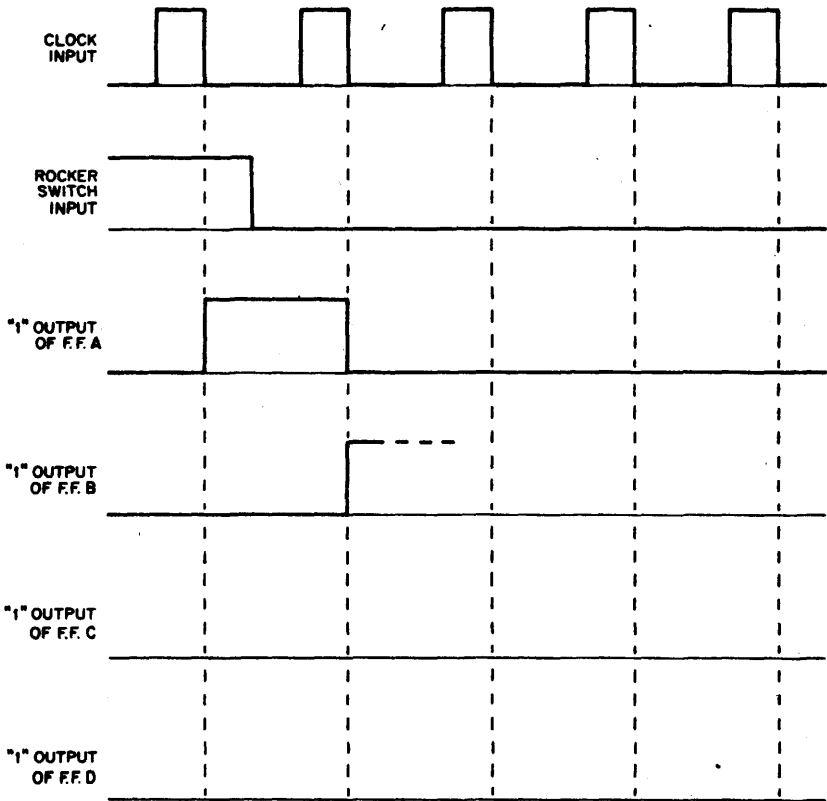 CLOCK
INPUT
ROCKER
SWITCH
INPUT
"1" OUTPUT
OF F.F. A
"1" OUTPUT
OF F.F. B
"1" OUTPUT
OF F.F. C
"1" OUTPUT
OF F.F. D